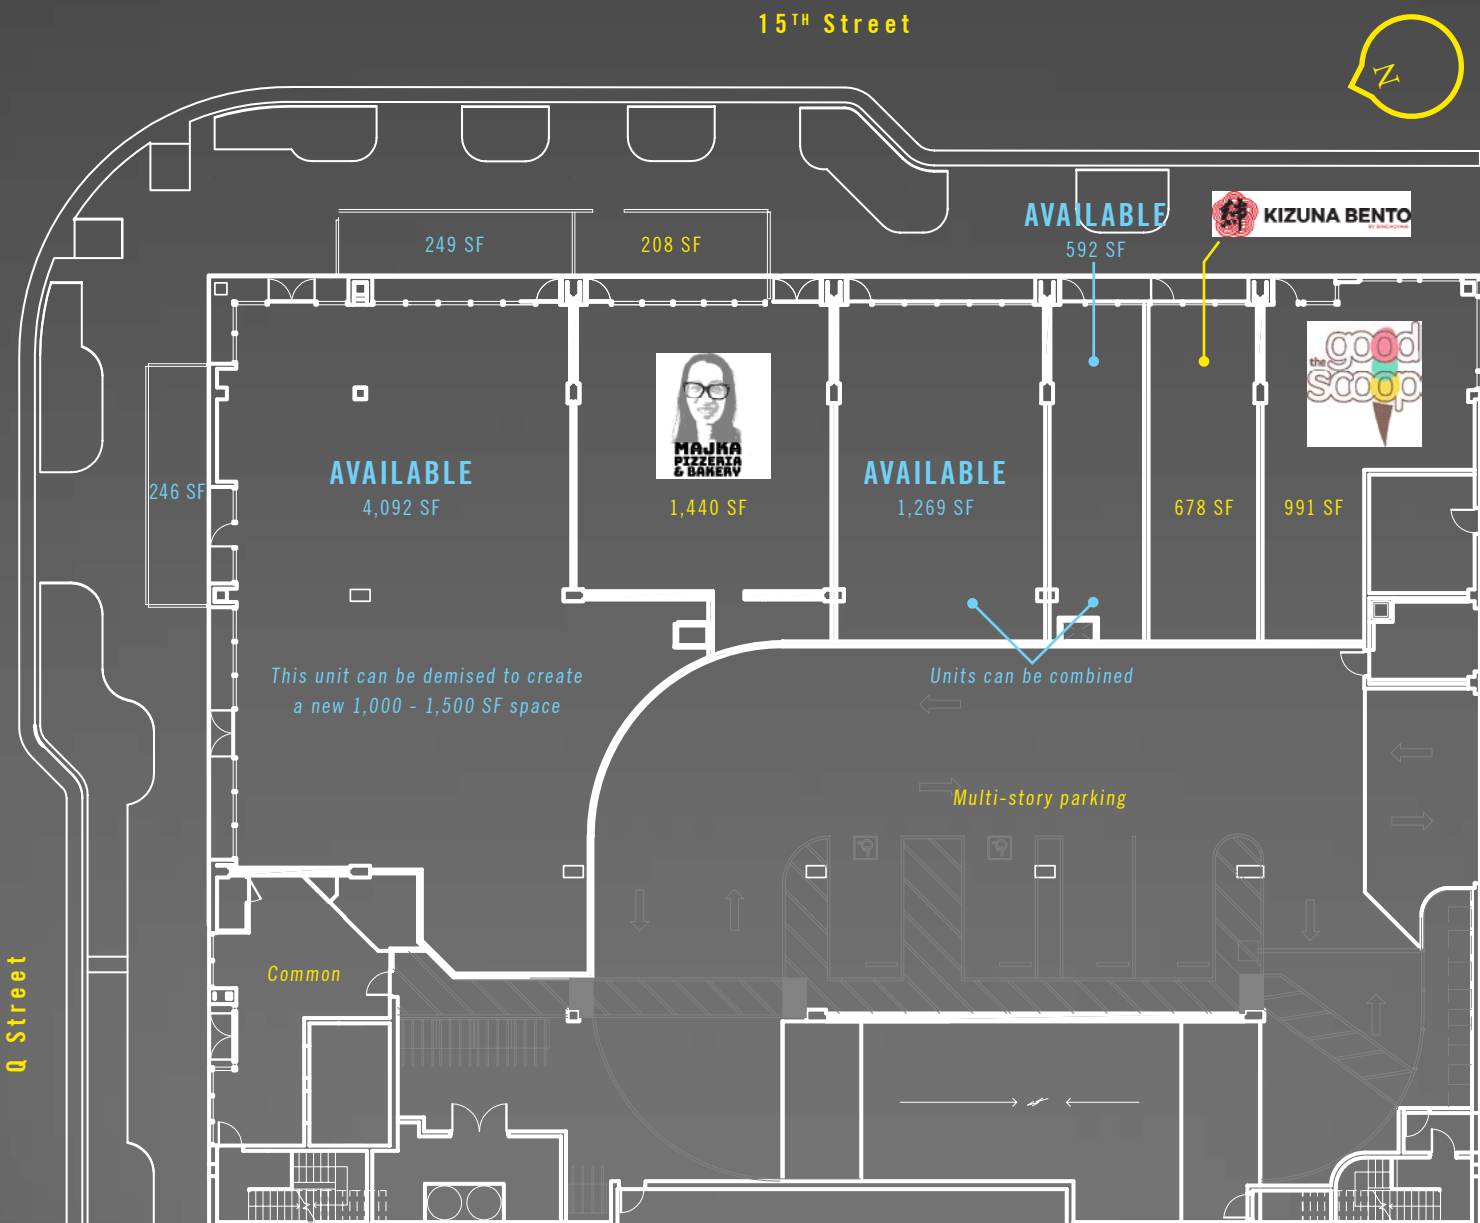 15TH Street
N
AVAILABLE
592 SF
絆
KIZUNA BENTO
249 SF
208 SF
the good
scoop
MAJKA
PIZZERIA
& BAKERY
246 SF
AVAILABLE
4,092 SF
1,440 SF
AVAILABLE
1,269 SF
678 SF
991 SF
This unit can be demised to create
a new 1,000 - 1,500 SF space
Units can be combined
Multi-story parking
Common
Q Street